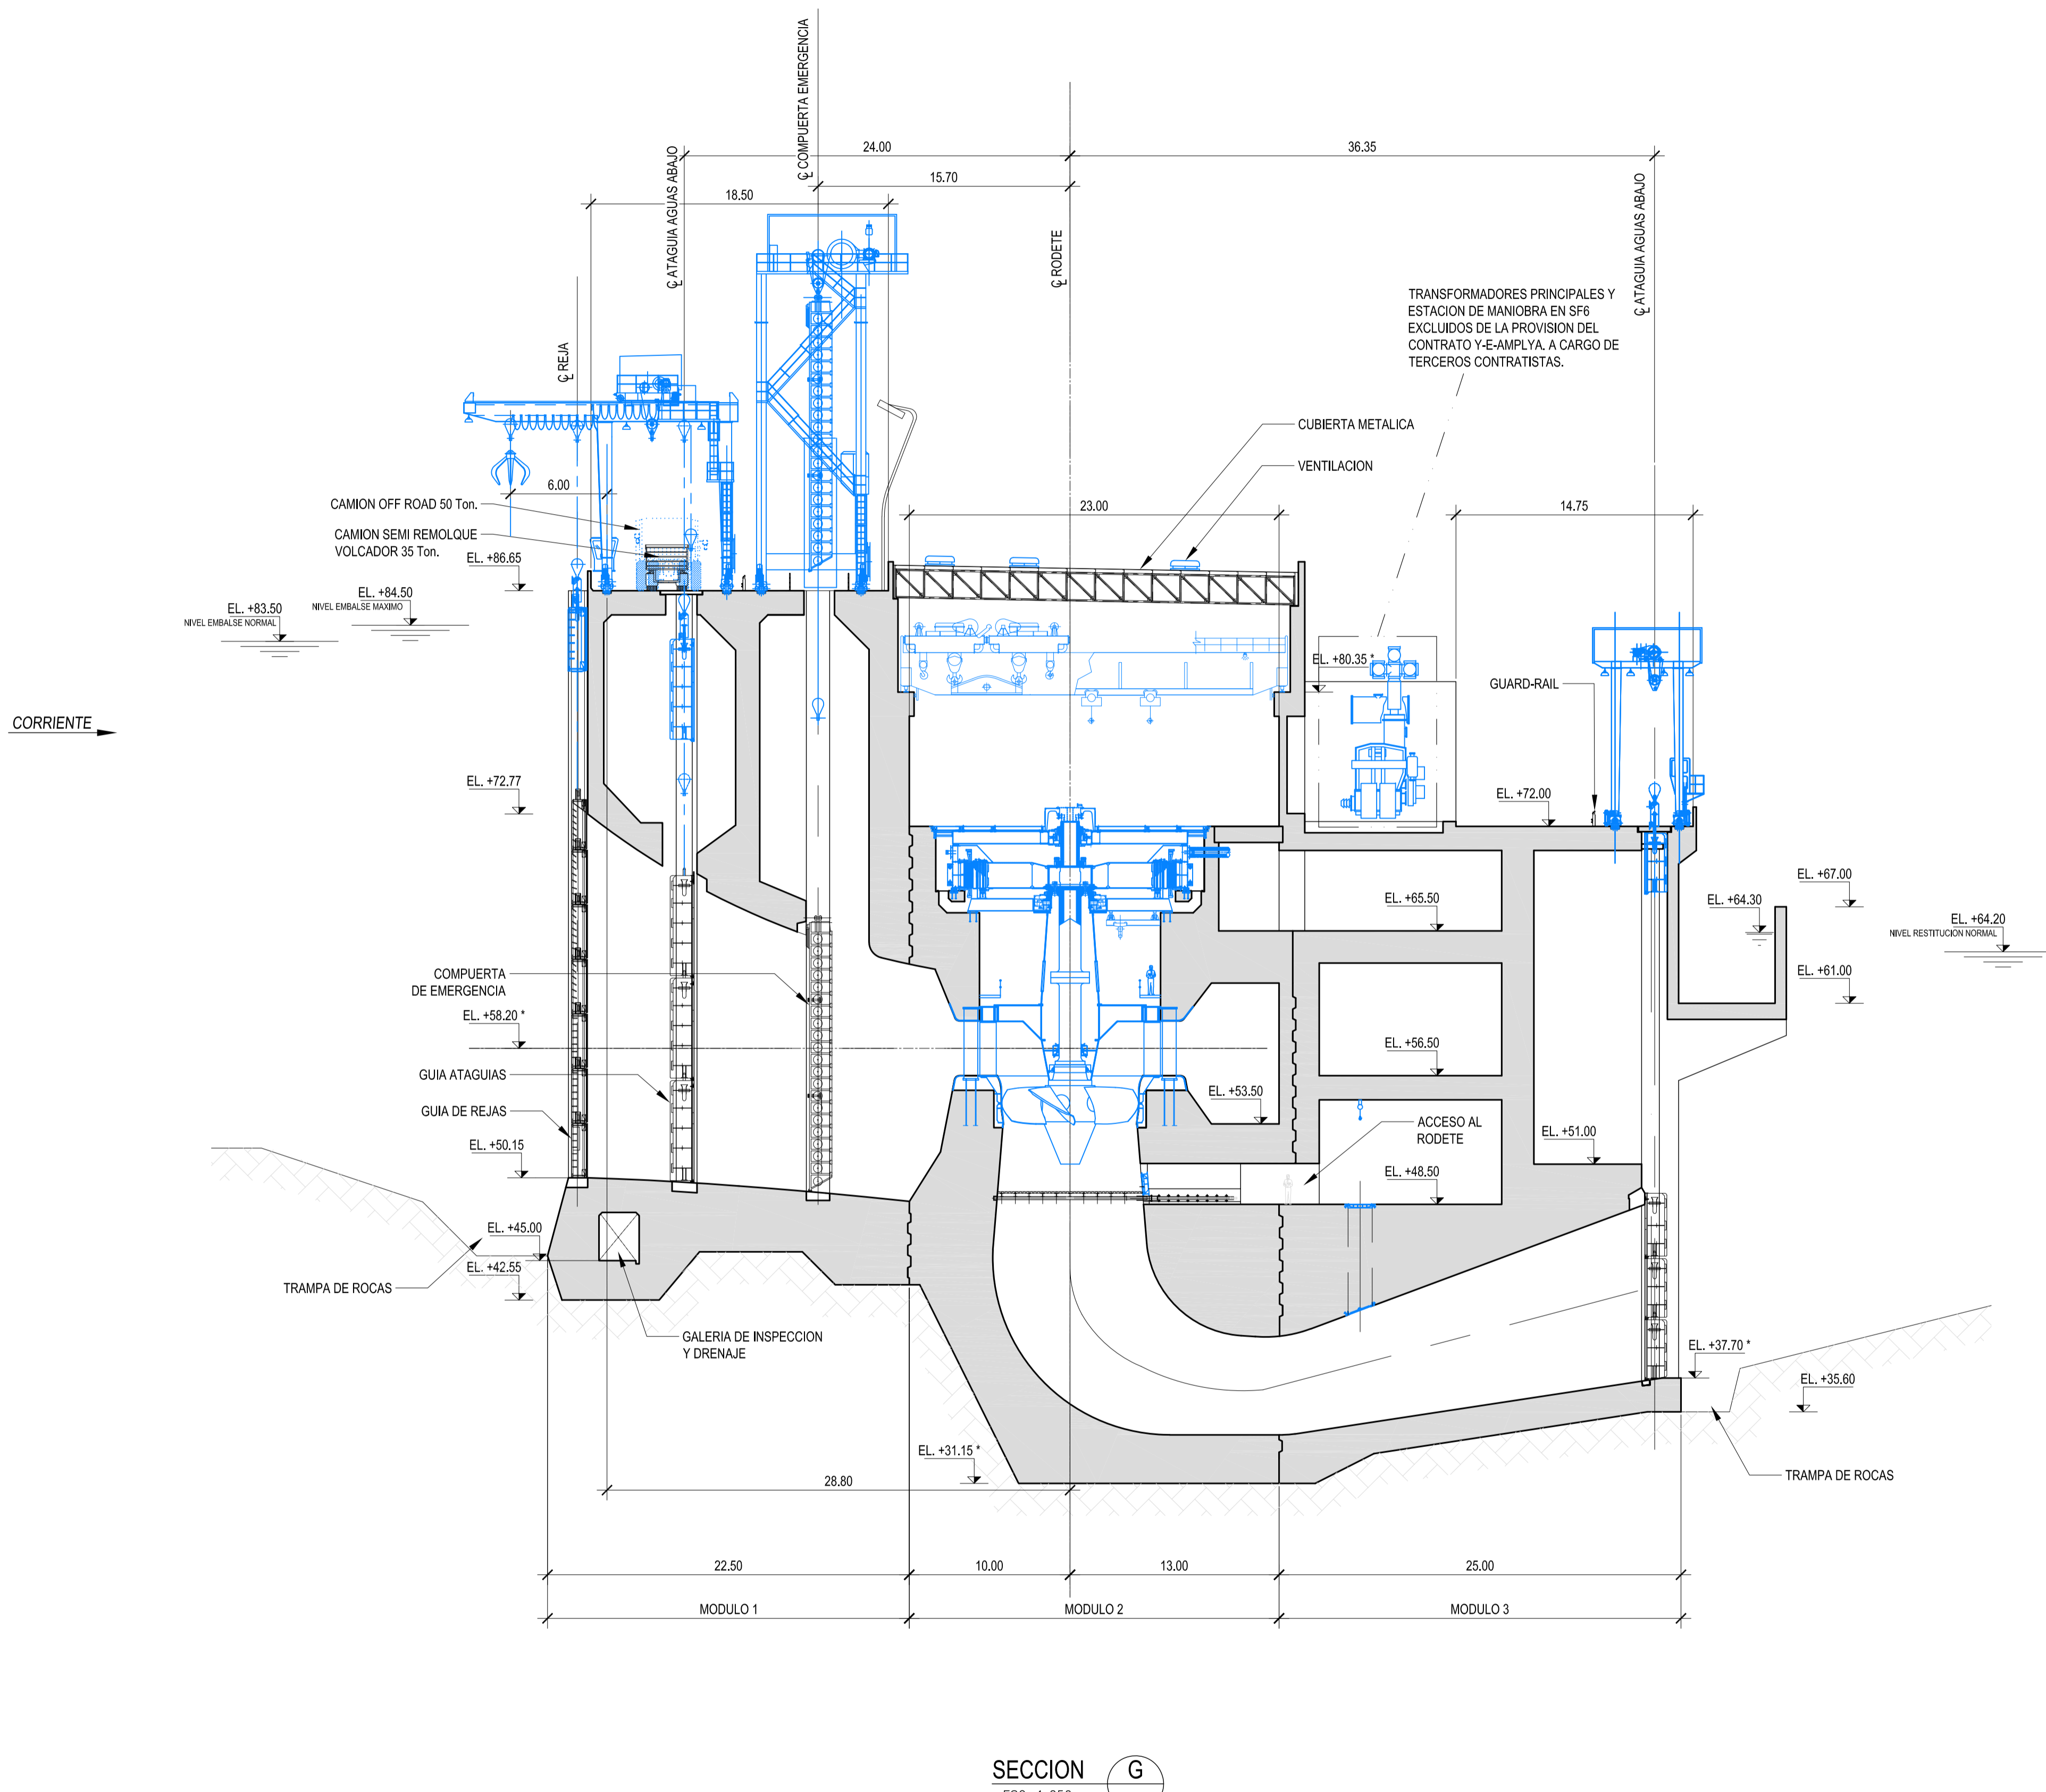 ℄ COMPUERTA EMERGENCIA
℄ ATAGUIA AGUAS ABAJO
24.00
36.35
15.70
18.50
℄ RODETE
℄ ATAGUIA AGUAS ABAJO
℄ REJA
TRANSFORMADORES PRINCIPALES Y
ESTACION DE MANIOBRA EN SF6
EXCLUIDOS DE LA PROVISION DEL
CONTRATO Y-E-AMPLYA. A CARGO DE
TERCEROS CONTRATISTAS.
CUBIERTA METALICA
VENTILACION
6.00
CAMION OFF ROAD 50 Ton.
23.00
14.75
CAMION SEMI REMOLQUE
VOLCADOR 35 Ton.
EL. +86.65
EL. +84.50
NIVEL EMBALSE MAXIMO
EL. +83.50
NIVEL EMBALSE NORMAL
EL. +80.35 *
GUARD-RAIL
CORRIENTE
EL. +72.77
EL. +72.00
EL. +67.00
EL. +65.50
EL. +64.30
EL. +64.20
NIVEL RESTITUCION NORMAL
COMPUERTA
DE EMERGENCIA
EL. +61.00
EL. +58.20 *
EL. +56.50
GUIA ATAGUIAS
EL. +53.50
GUIA DE REJAS
ACCESO AL
RODETE
EL. +51.00
EL. +50.15
EL. +48.50
EL. +45.00
EL. +42.55
TRAMPA DE ROCAS
GALERIA DE INSPECCION
Y DRENAJE
EL. +37.70 *
EL. +35.60
EL. +31.15 *
TRAMPA DE ROCAS
28.80
22.50
10.00
13.00
25.00
MODULO 1
MODULO 2
MODULO 3
SECCION G